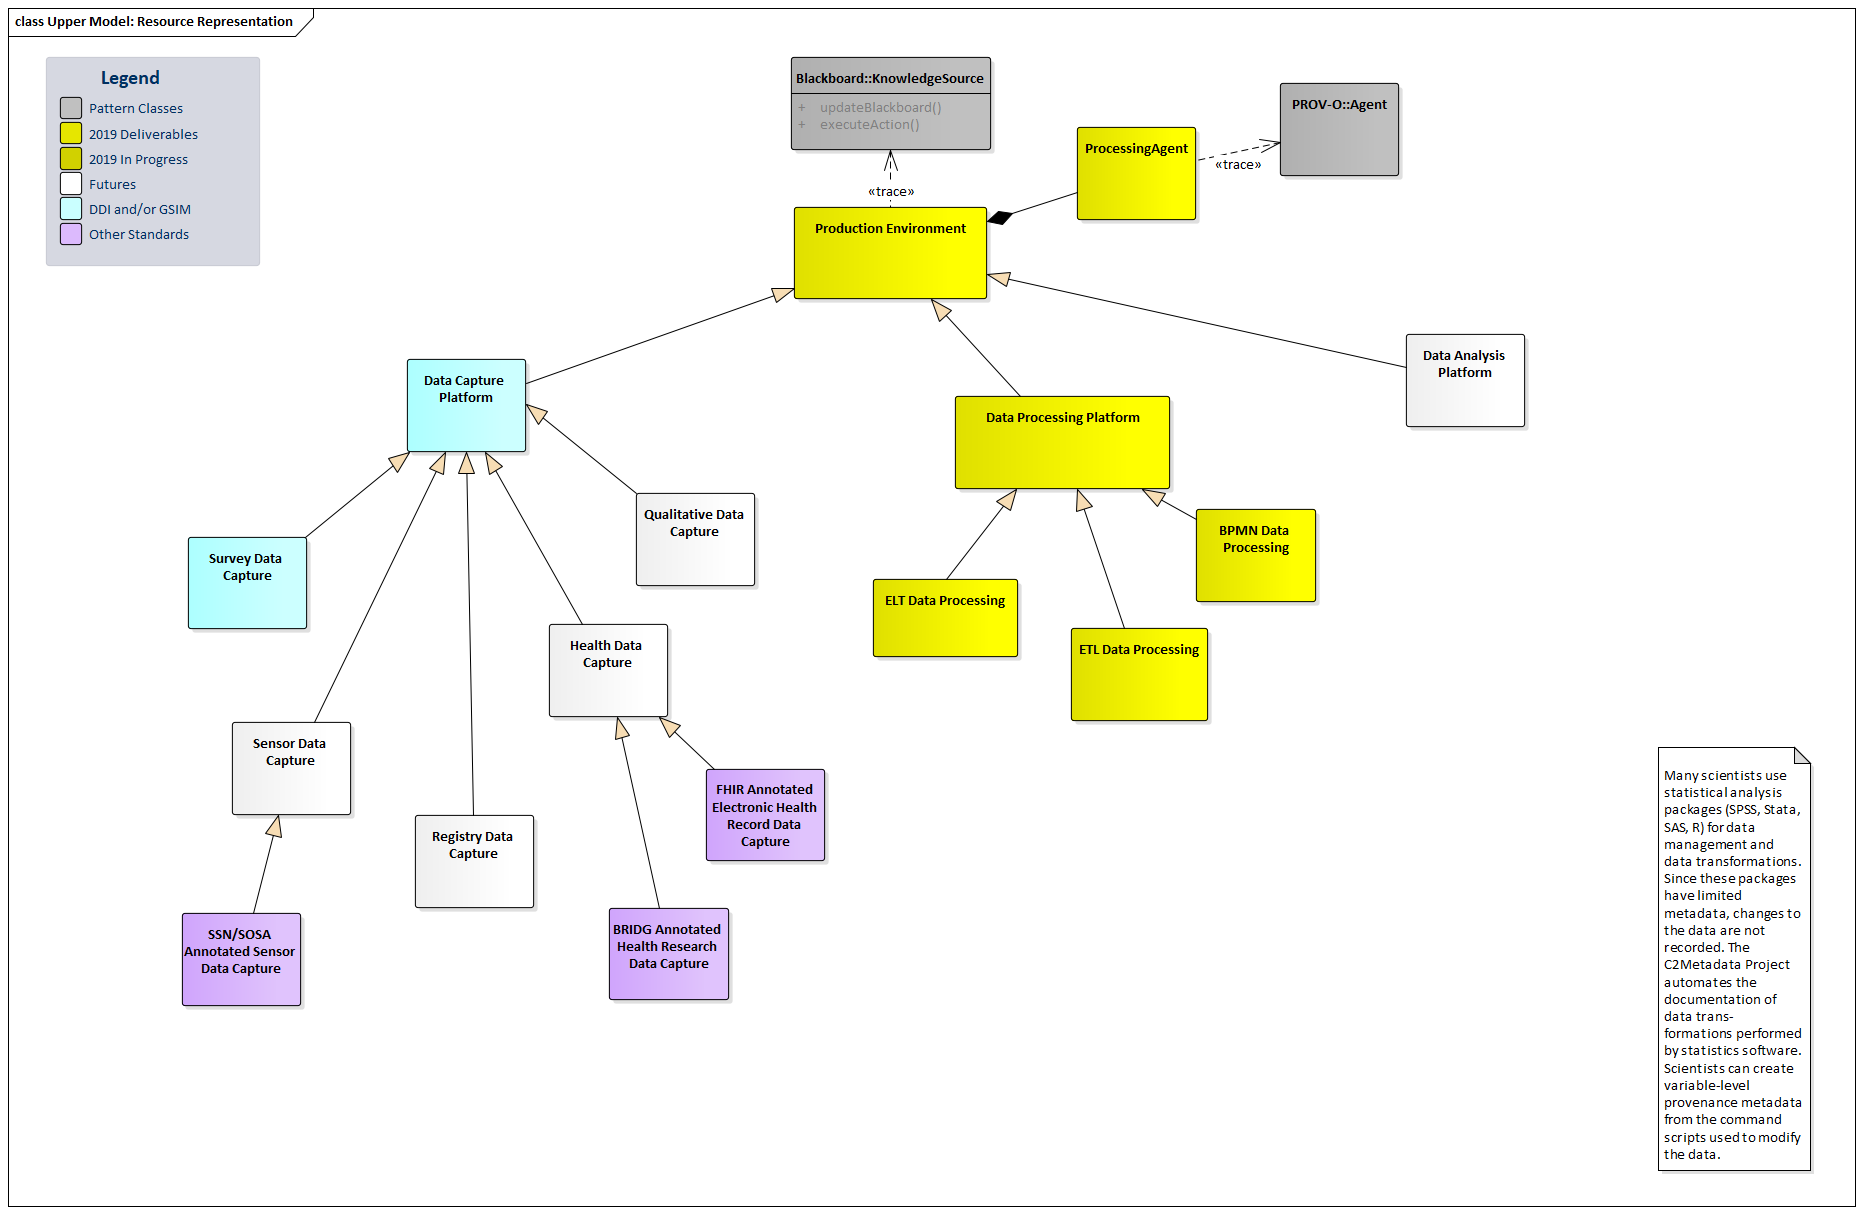 class Upper Model: Resource Representation
Legend
Pattern Classes
2019 Deliverables
2019 In Progress
Futures
DDI and/or GSIM
Other Standards
Blackboard::KnowledgeSource
+ updateBlackboard()
+ executeAction()
PROV-O::Agent
ProcessingAgent
«trace»
«trace»
Production Environment
Data Analysis
Platform
Data Capture
Platform
Data Processing Platform
Qualitative Data
Capture
BPMN Data
Processing
Survey Data
Capture
ELT Data Processing
Health Data
Capture
ETL Data Processing
Sensor Data
Capture
FHIR Annotated
Electronic Health
Record Data
Capture
Registry Data
Capture
SSN/SOSA
Annotated Sensor
Data Capture
BRIDG Annotated
Health Research
Data Capture
Many scientists use
statistical analysis
packages (SPSS, Stata,
SAS, R) for data
management and
data transformations.
Since these packages
have limited
metadata, changes to
the data are not
recorded. The
C2Metadata Project
automates the
documentation of
data trans-
formations performed
by statistics software.
Scientists can create
variable-level
provenance metadata
from the command
scripts used to modify
the data.